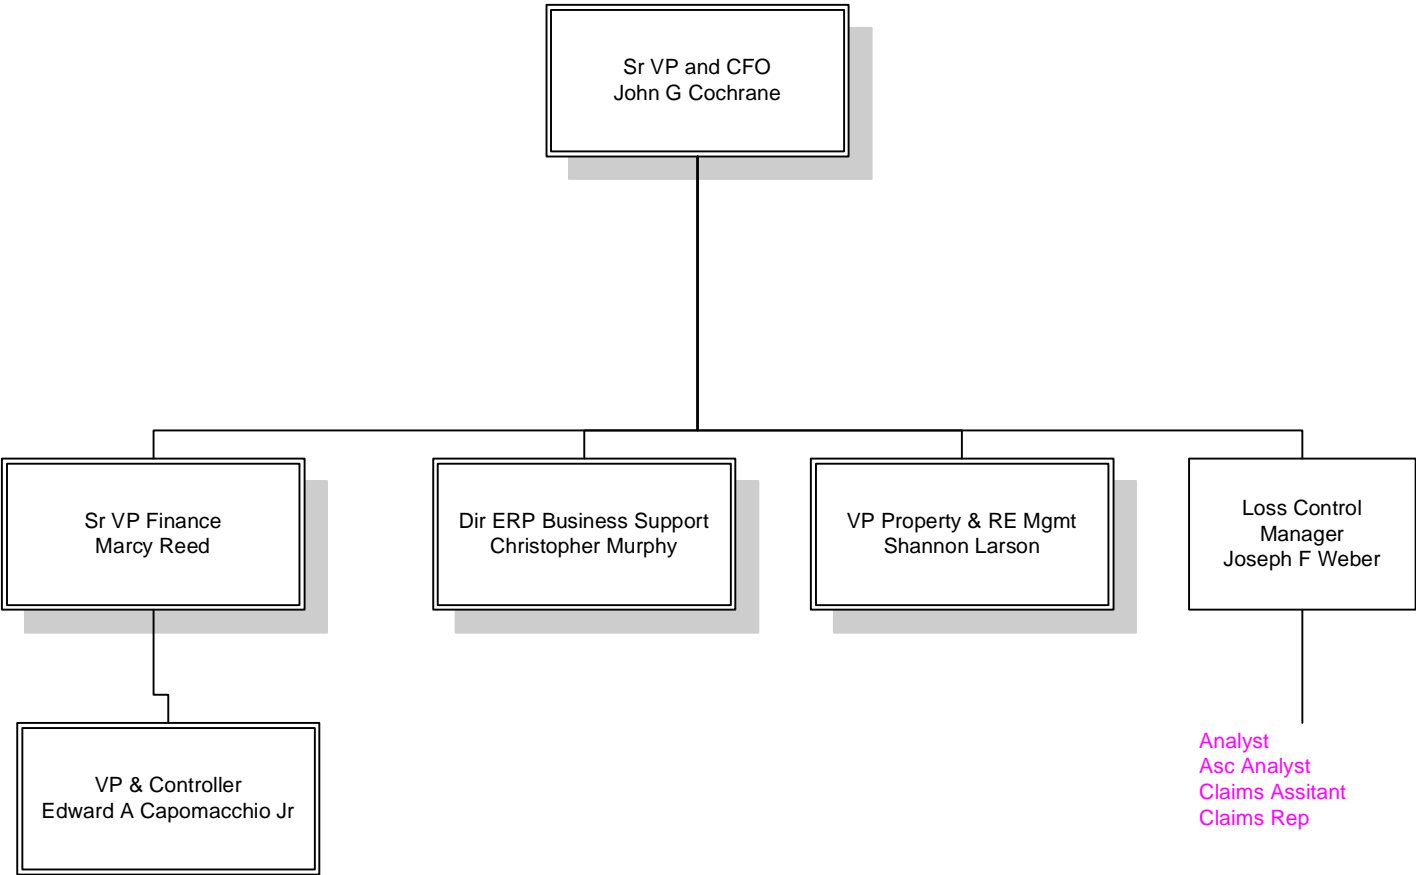 Sr VP and CFO
John G Cochrane
Sr VP Finance
Marcy Reed
Dir ERP Business Support
Christopher Murphy
VP Property & RE Mgmt
Shannon Larson
Loss Control
Manager
Joseph F Weber
VP & Controller
Edward A Capomacchio Jr
Analyst
Asc Analyst
Claims Assitant
Claims Rep